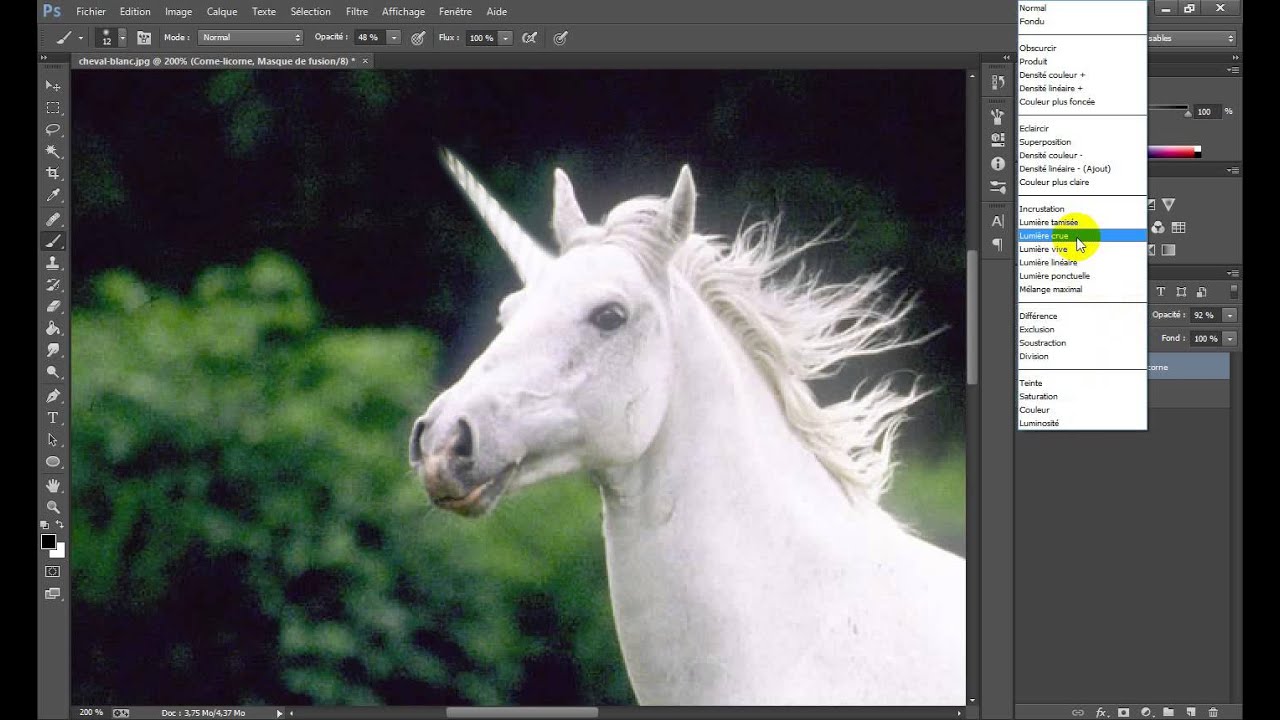 Ps Fichier Edition Image Calque Texte Sélection Filtre Affichage Fenêtre Aide
12 Mode : Normal Opacité : 48 % Flux : 100 %
cheval-blanc.jpg @ 200% (Corne-licorne, Masque de fusion/8) * ×
Normal
Fondu
Obscurcir
Produit
Densité couleur +
Densité linéaire +
Couleur plus foncée
100 %
Eclaircir
Superposition
Densité couleur -
Densité linéaire - (Ajout)
Couleur plus claire
Incrustation
Lumière tamisée
Lumière crue
Lumière vive
Lumière linéaire
Lumière ponctuelle
Mélange maximal
Différence
Exclusion
Soustraction
Division
Teinte
Saturation
Couleur
Luminosité
Opacité : 92 %
Fond : 100 %
200 % Doc : 3,75 Mo/4,37 Mo